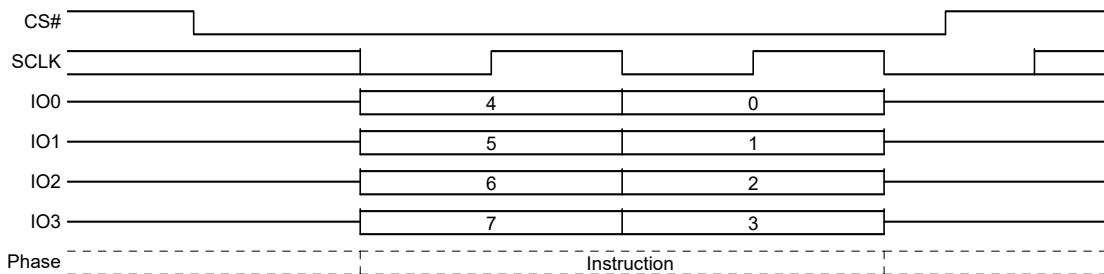 CS#
SCLK
IO0 4 0
IO1 5 1
IO2 6 2
IO3 7 3
Phase Instruction